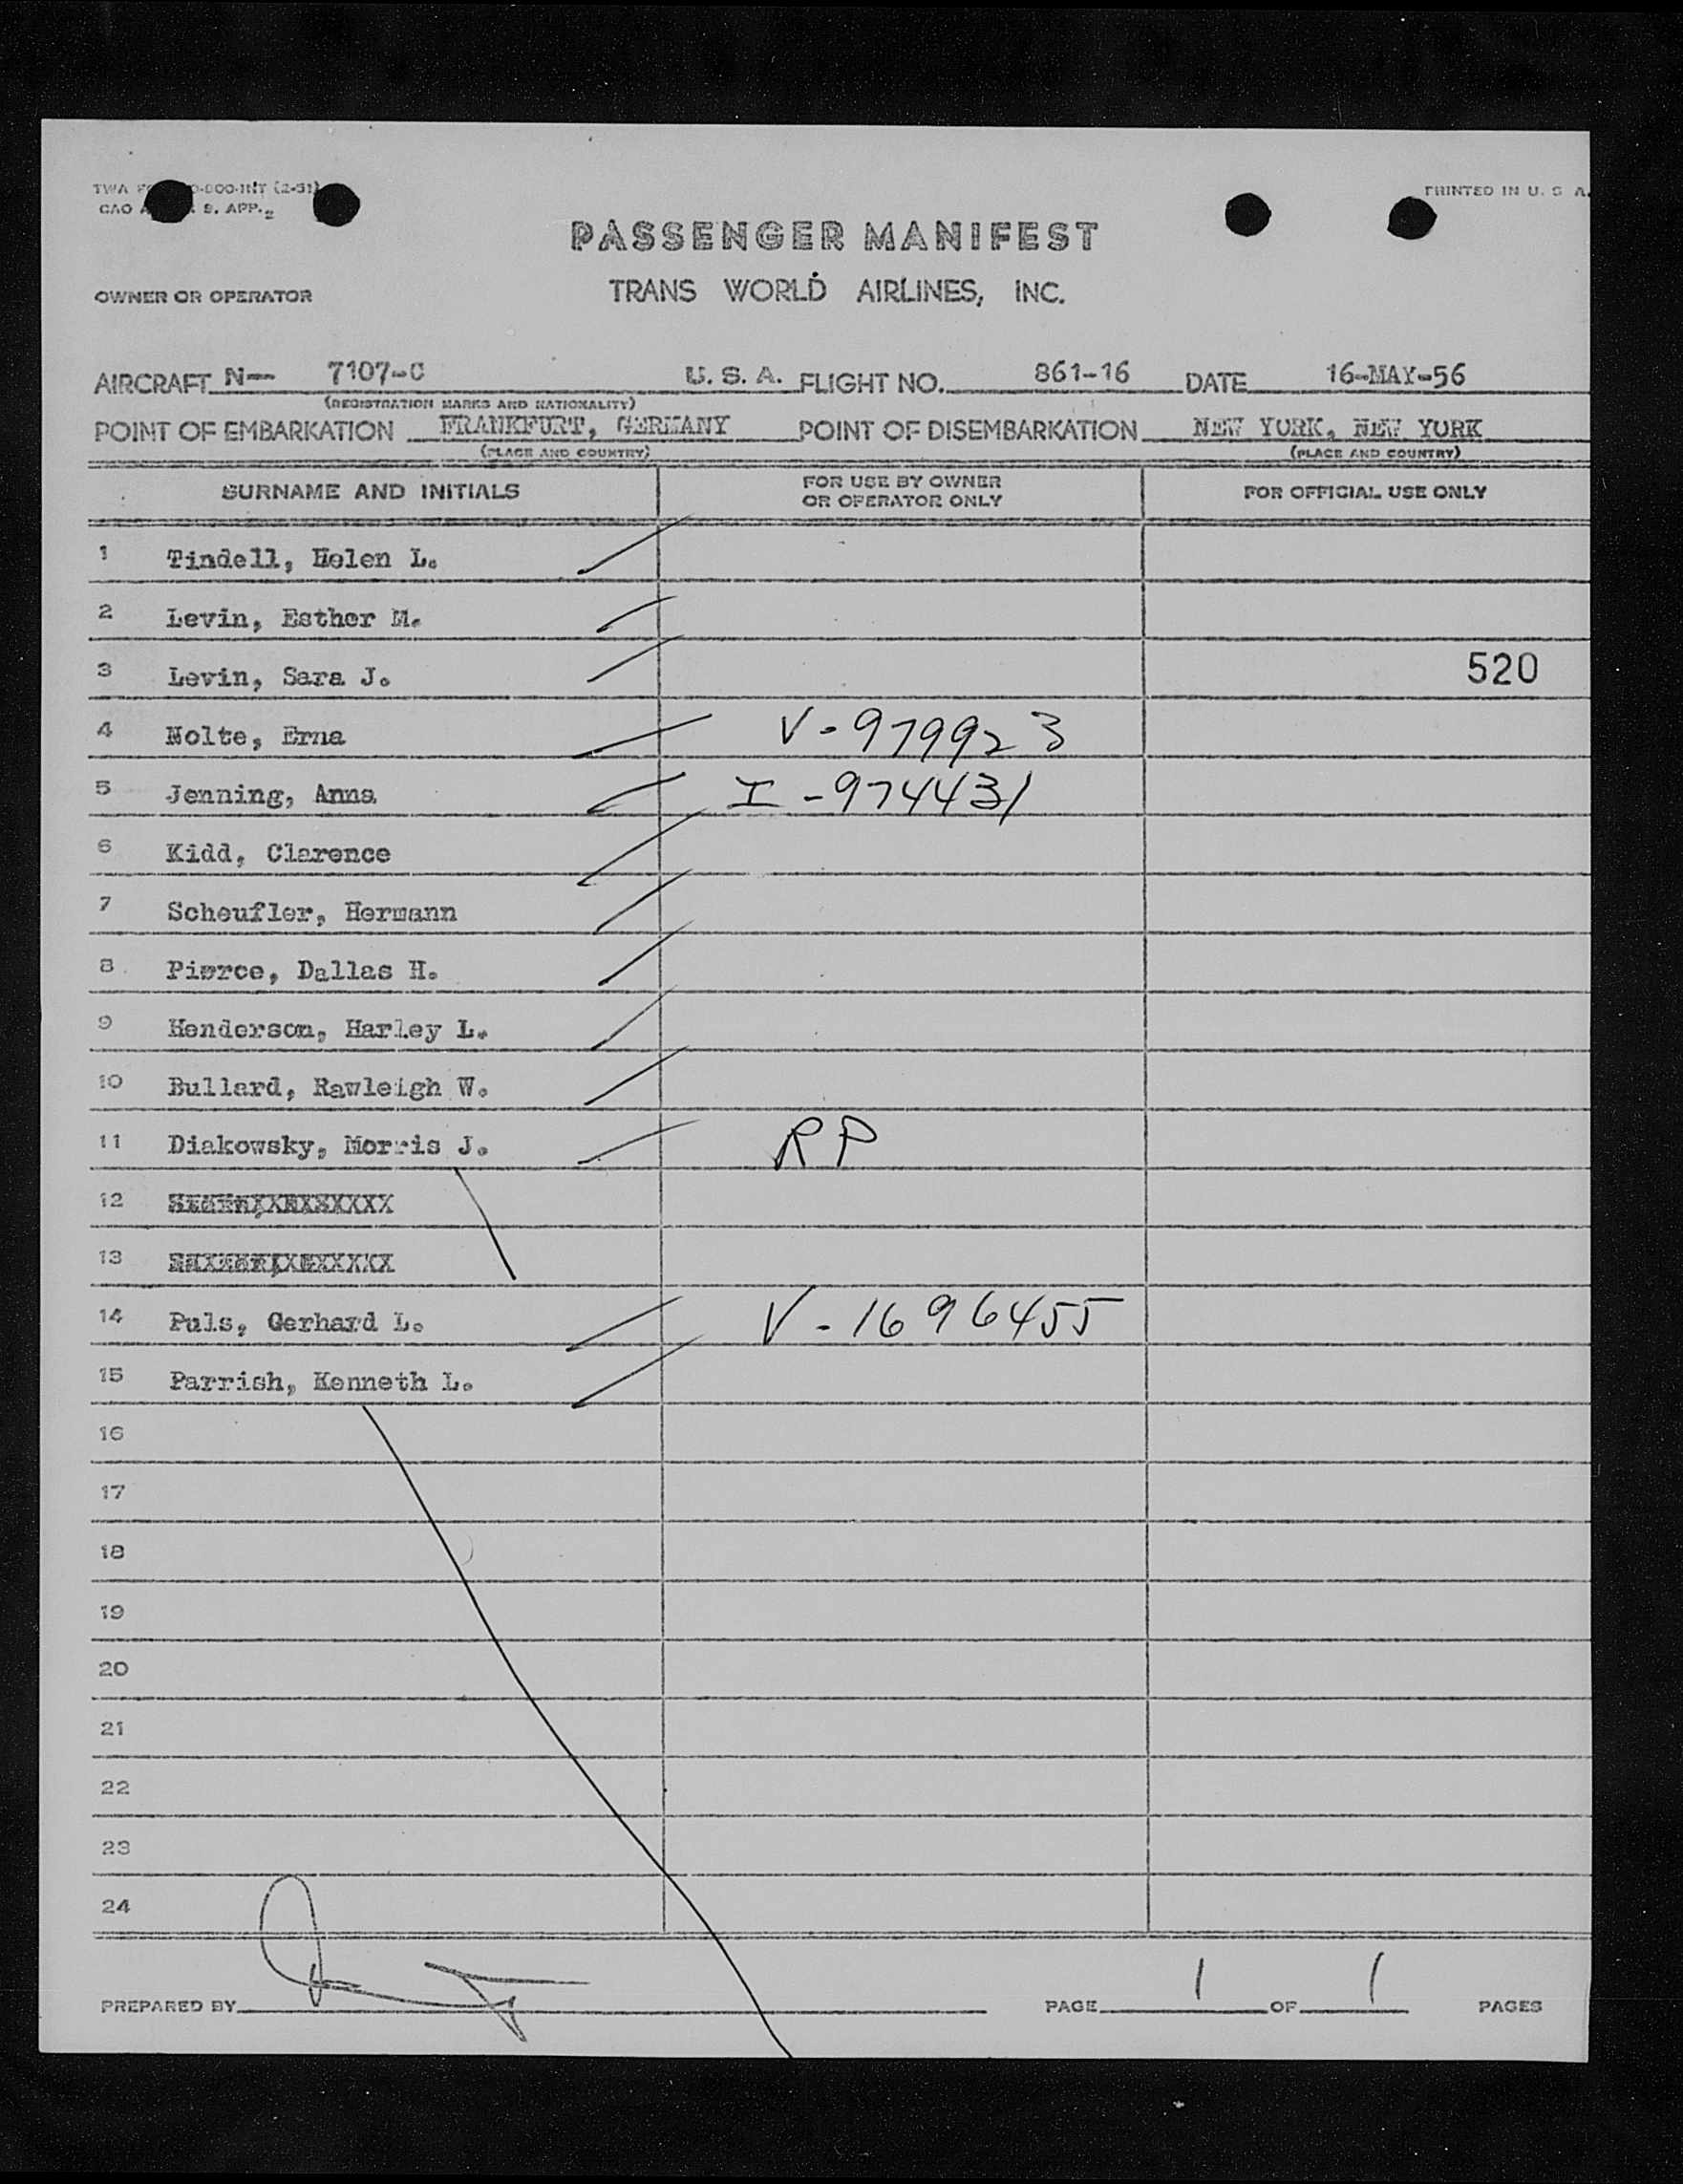 TWA
PRINTED IN U. S. A.
CAO
S. APP.
PASSENGER MANIFEST
OWNER OR OPERATOR TRANS WORLD AIRLINES, INC.
AIRCRAFT N— 7107-C U. S. A. FLIGHT NO. 861-16 DATE 16-MAY-56
(REGISTRATION MARKS AND NATIONALITY)
POINT OF EMBARKATION FRANKFURT, GERMANY POINT OF DISEMBARKATION NEW YORK, NEW YORK
(PLACE AND COUNTRY) (PLACE AND COUNTRY)
SURNAME AND INITIALS FOR USE BY OWNER OR OPERATOR ONLY FOR OFFICIAL USE ONLY
1 Tindell, Helen L.
2 Levin, Esther M.
3 Levin, Sara J. 520
4 Nolte, Erna V-979923
5 Jenning, Anna I-974431
6 Kidd, Clarence
7 Scheufler, Hermann
8 Pierce, Dallas H.
9 Henderson, Harley L.
10 Bullard, Rawleigh W.
11 Diakowsky, Morris J. RP
12
13
14 Puls, Gerhard L. V-1696455
15 Parrish, Kenneth L.
16
17
18
19
20
21
22
23
24
PREPARED BY PAGE 1 OF 1 PAGES